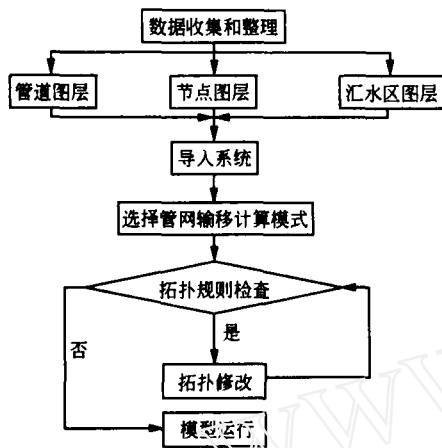 数据收集和整理
管道图层
节点图层
汇水区图层
导入系统
选择管网输移计算模式
拓扑规则检查
否
是
拓扑修改
模型运行
WWW